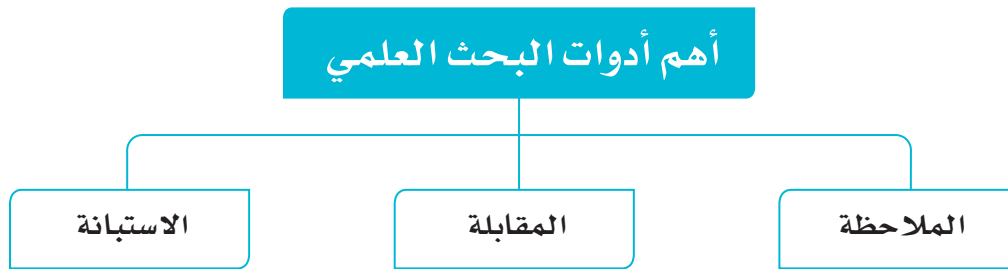 أهم أدوات البحث العلمي
الملاحظة
المقابلة
الاستبانة